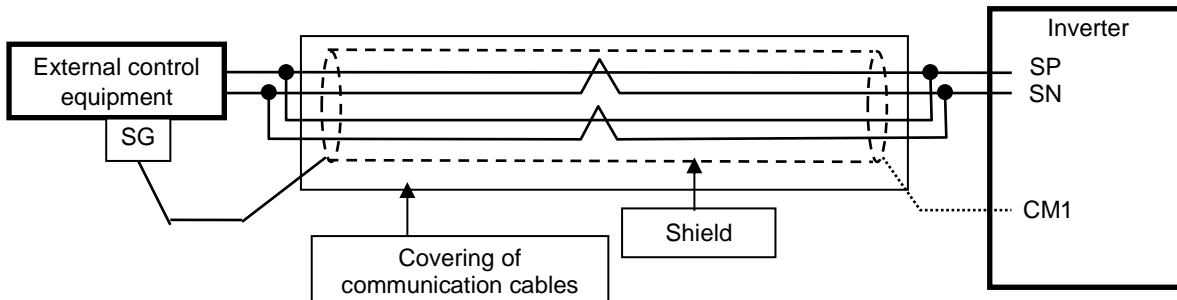 Inverter
External control
equipment
SP
SN
SG
CM1
Shield
Covering of
communication cables